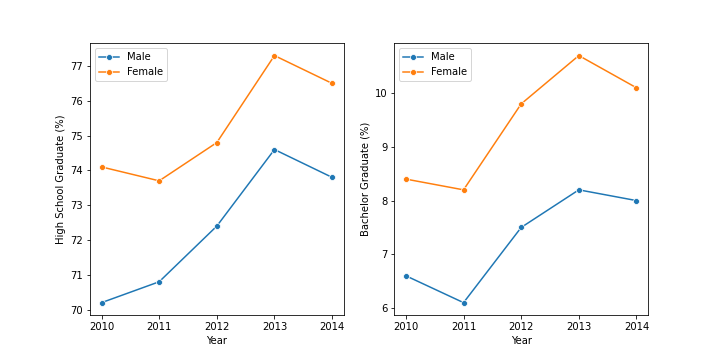 Male
Female
High School Graduate (%)
77
76
75
74
73
72
71
70
2010 2011 2012 2013 2014
Year
Male
Female
Bachelor Graduate (%)
10
9
8
7
6
2010 2011 2012 2013 2014
Year